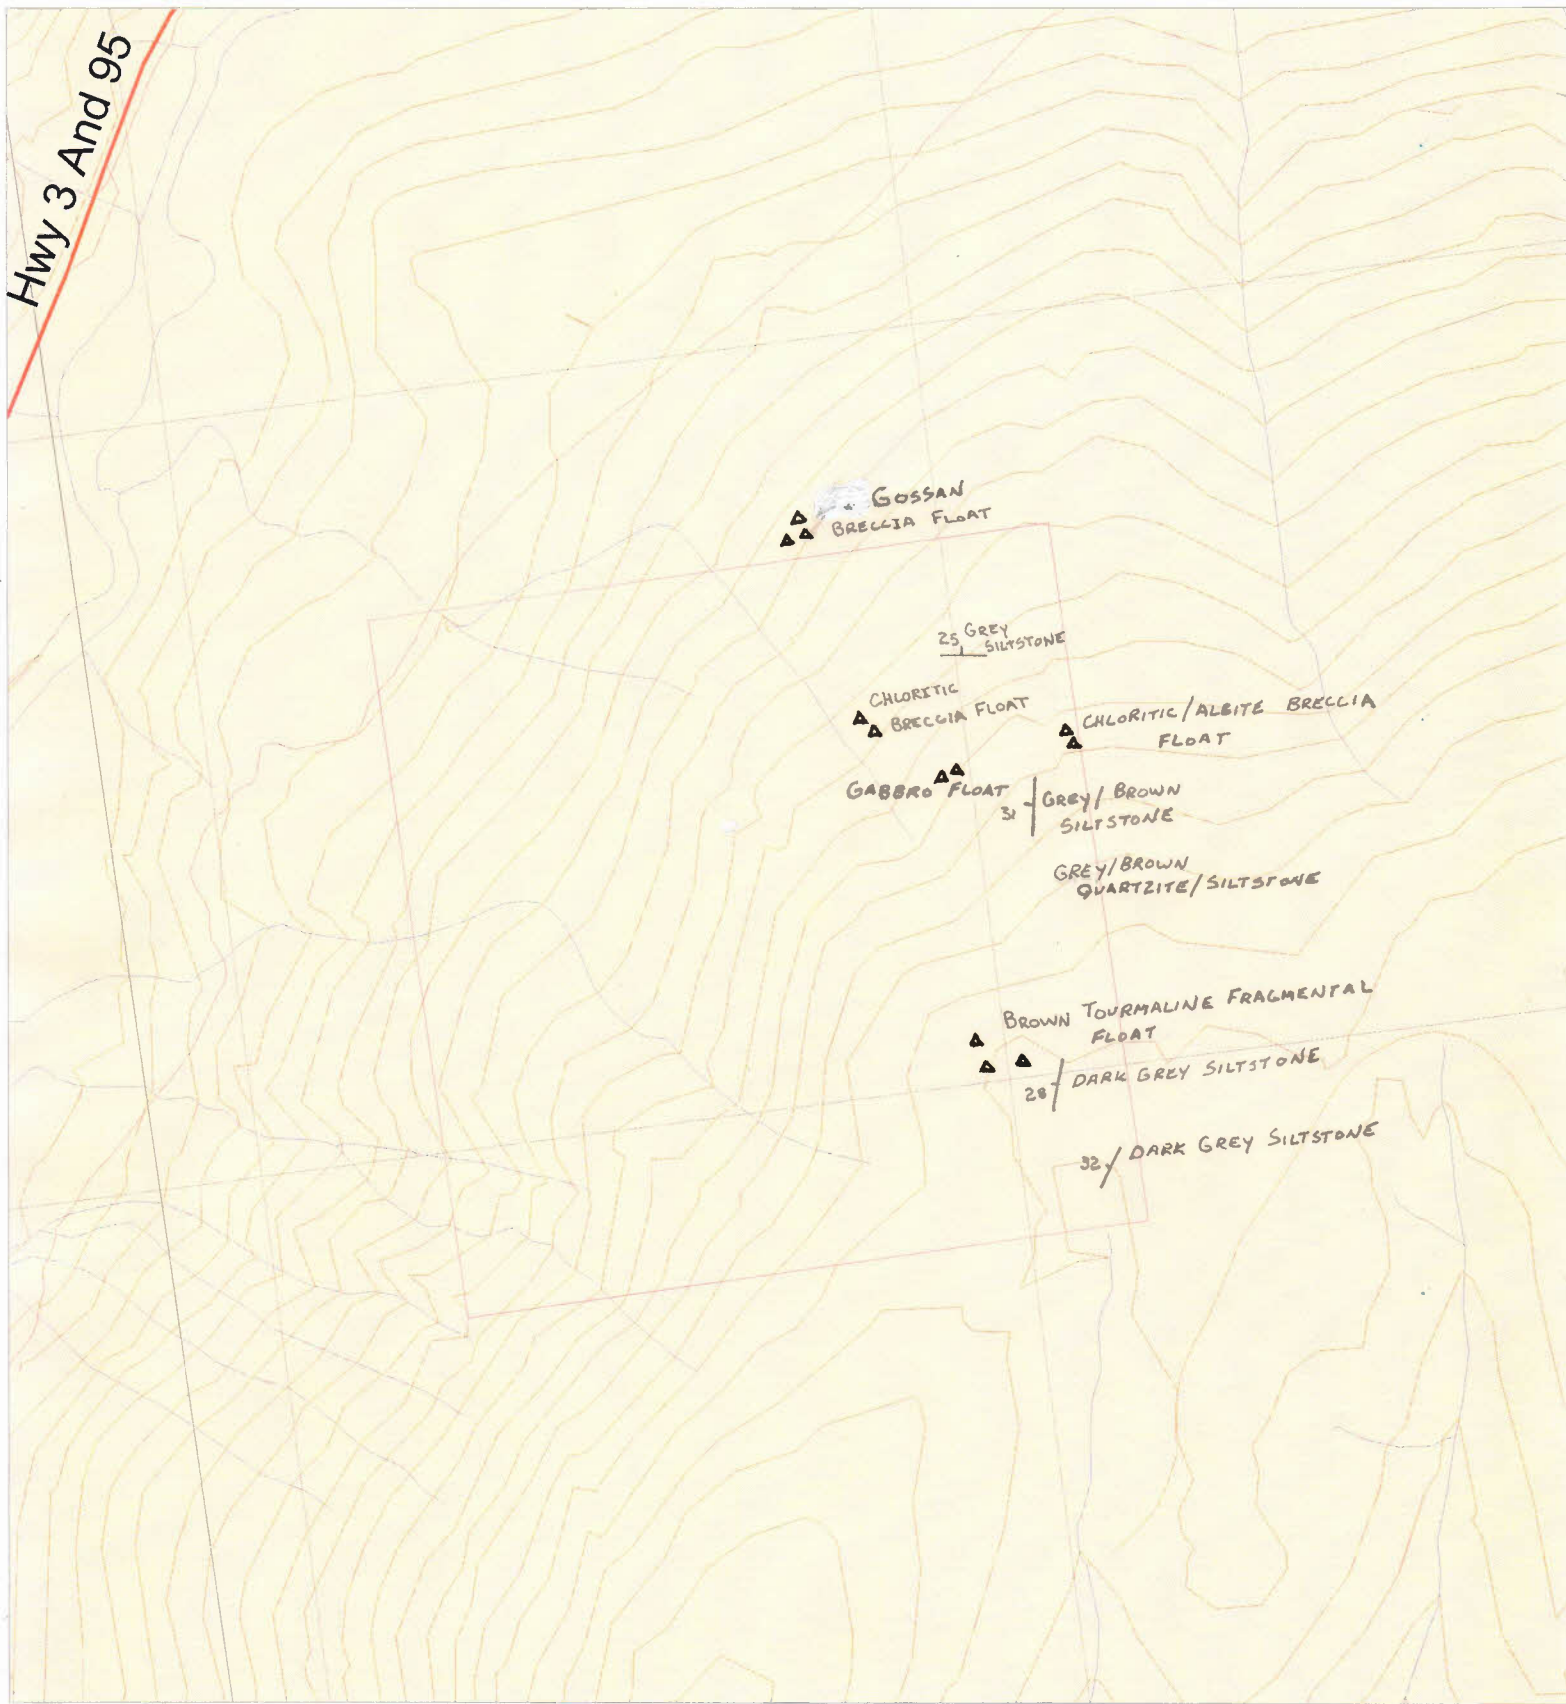 Hwy 3 And 95
GOSSAN
BRECCIA FLOAT
25 GREY
SILTSTONE
CHLORITIC
BRECCIA FLOAT
CHLORITIC/ALBITE BRECCIA
FLOAT
GABBRO FLOAT
31 GREY/BROWN
SILTSTONE
GREY/BROWN
QUARTZITE/SILTSTONE
BROWN TOURMALINE FRAGMENTAL
FLOAT
28 DARK GREY SILTSTONE
32 DARK GREY SILTSTONE